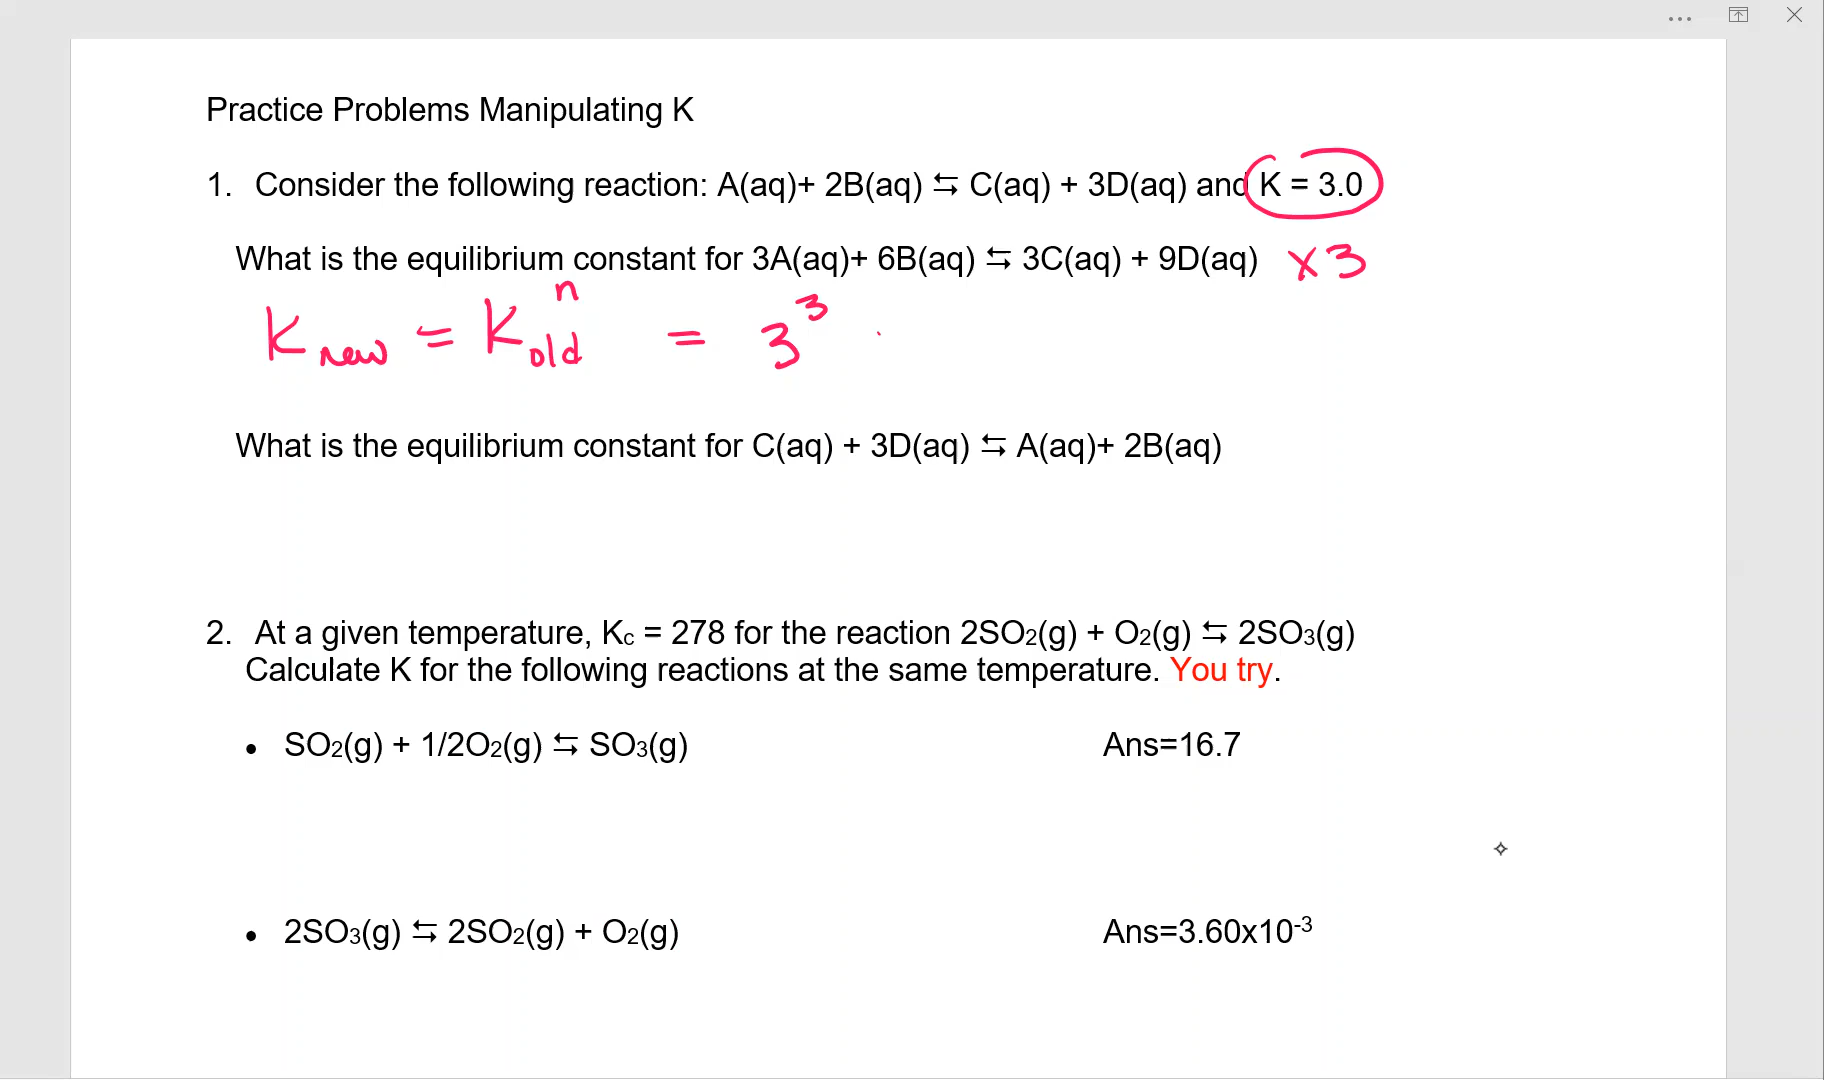 Practice Problems Manipulating K
1. Consider the following reaction: A(aq)+ 2B(aq) ⇆ C(aq) + 3D(aq) and K = 3.0
What is the equilibrium constant for 3A(aq)+ 6B(aq) ⇆ 3C(aq) + 9D(aq) x3
K new = K old ⁿ = 3³
What is the equilibrium constant for C(aq) + 3D(aq) ⇆ A(aq)+ 2B(aq)
2. At a given temperature, Kc = 278 for the reaction 2SO₂(g) + O₂(g) ⇆ 2SO₃(g)
Calculate K for the following reactions at the same temperature. You try.
• SO₂(g) + 1/2O₂(g) ⇆ SO₃(g) Ans=16.7
• 2SO₃(g) ⇆ 2SO₂(g) + O₂(g) Ans=3.60x10⁻³